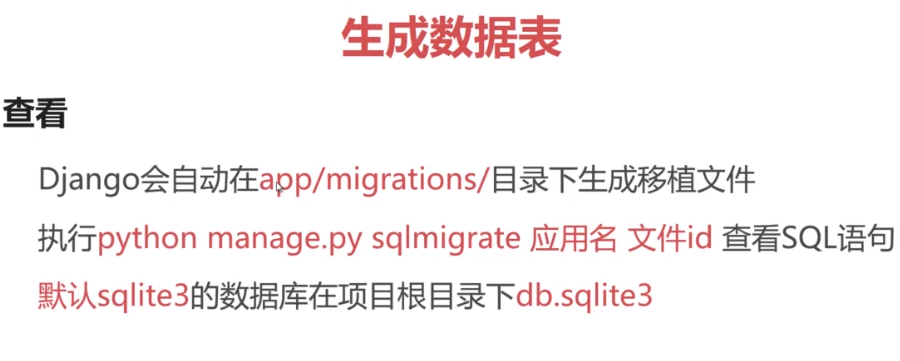 生成数据表
查看
Django会自动在app/migrations/目录下生成移植文件
执行python manage.py sqlmigrate 应用名 文件id 查看SQL语句
默认sqlite3的数据库在项目根目录下db.sqlite3